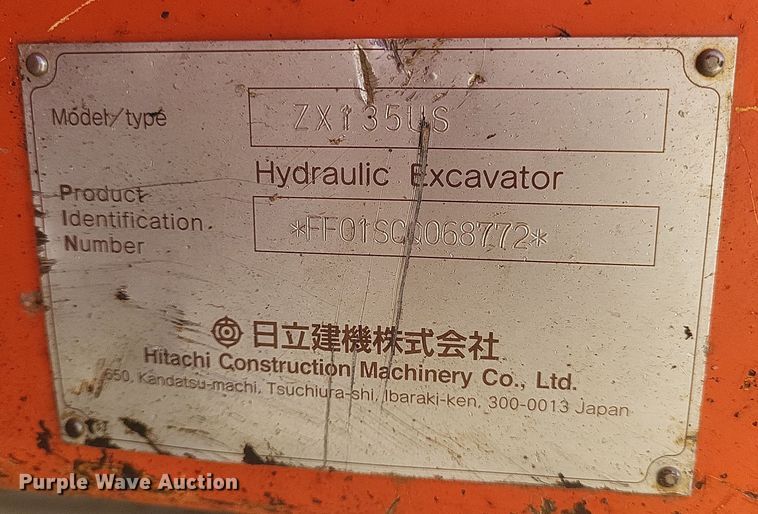 Model/type
ZX135US
Hydraulic Excavator
Product
Identification
Number
*FF01SCQ068772*
日立建機株式会社
Hitachi Construction Machinery Co., Ltd.
650, Kandatsu-machi, Tsuchiura-shi, Ibaraki-ken, 300-0013 Japan
Purple Wave Auction